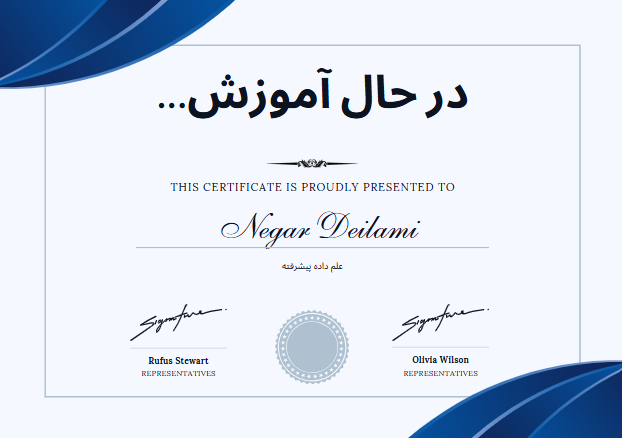 در حال آموزش...
THIS CERTIFICATE IS PROUDLY PRESENTED TO
Negar Deilami
علم داده پیشرفته
Signature
Signature
Rufus Stewart
Olivia Wilson
REPRESENTATIVES
REPRESENTATIVES